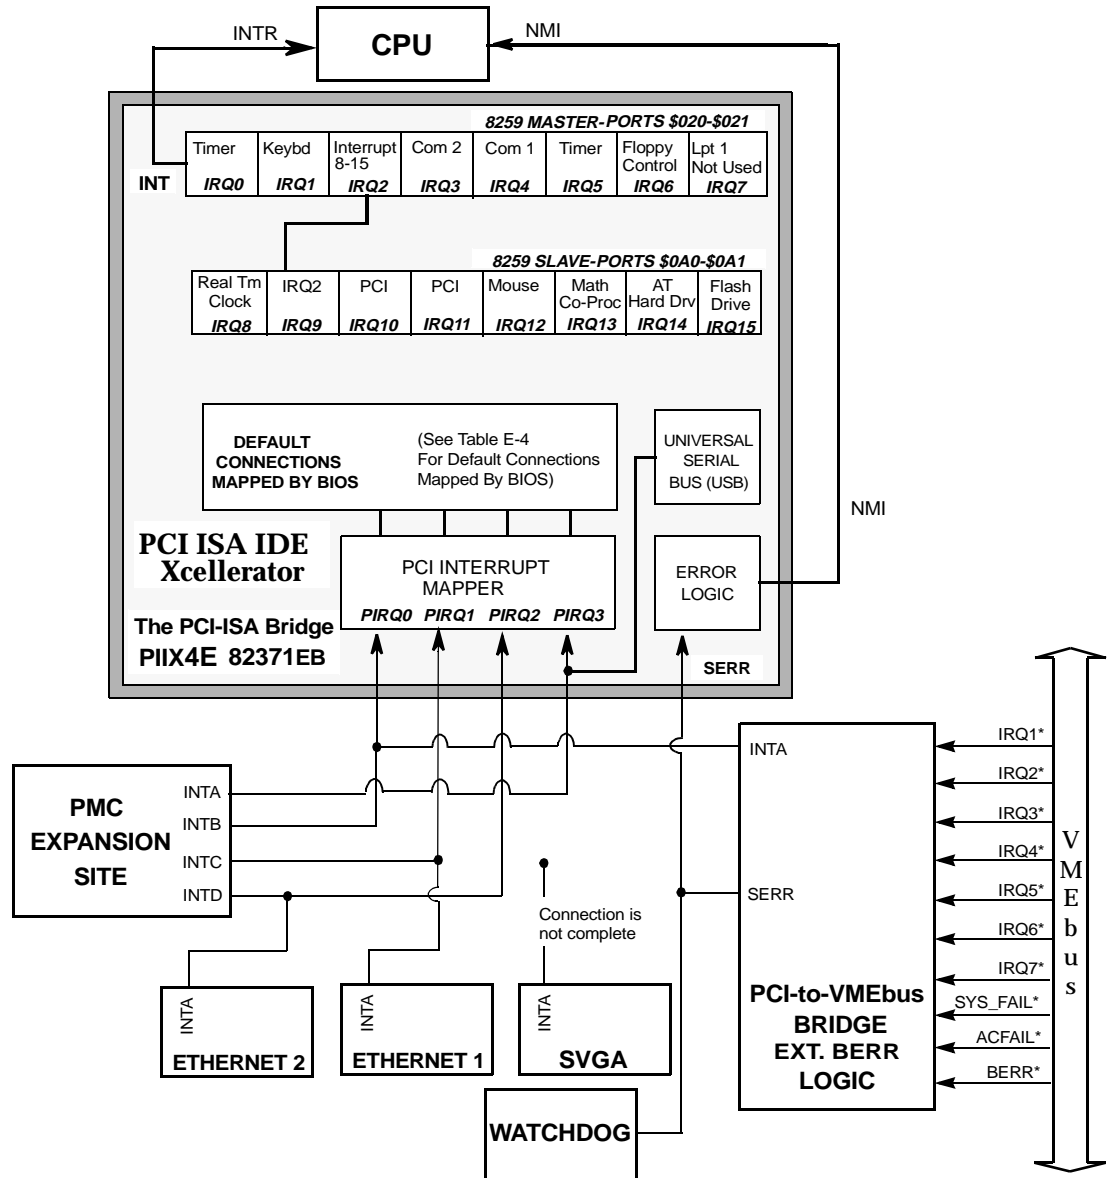 INTR
CPU
NMI
8259 MASTER-PORTS $020-$021
Timer Keybd Interrupt 8-15 Com 2 Com 1 Timer Floppy Control Lpt 1 Not Used
INT
IRQ0 IRQ1 IRQ2 IRQ3 IRQ4 IRQ5 IRQ6 IRQ7
8259 SLAVE-PORTS $0A0-$0A1
Real Tm Clock IRQ2 PCI PCI Mouse Math Co-Proc AT Hard Drv Flash Drive
IRQ8 IRQ9 IRQ10 IRQ11 IRQ12 IRQ13 IRQ14 IRQ15
DEFAULT
CONNECTIONS
MAPPED BY BIOS
(See Table E-4
For Default Connections
Mapped By BIOS)
UNIVERSAL
SERIAL
BUS (USB)
NMI
PCI ISA IDE
Xcellerator
PCI INTERRUPT
MAPPER
PIRQ0 PIRQ1 PIRQ2 PIRQ3
ERROR
LOGIC
The PCI-ISA Bridge
PIIX4E 82371EB
SERR
PMC
EXPANSION
SITE
INTA
INTB
INTC
INTD
Connection is
not complete
INTA
ETHERNET 2
INTA
ETHERNET 1
INTA
SVGA
WATCHDOG
INTA
SERR
PCI-to-VMEbus
BRIDGE
EXT. BERR
LOGIC
IRQ1*
IRQ2*
IRQ3*
IRQ4*
IRQ5*
IRQ6*
IRQ7*
SYS_FAIL*
ACFAIL*
BERR*
VMEbus